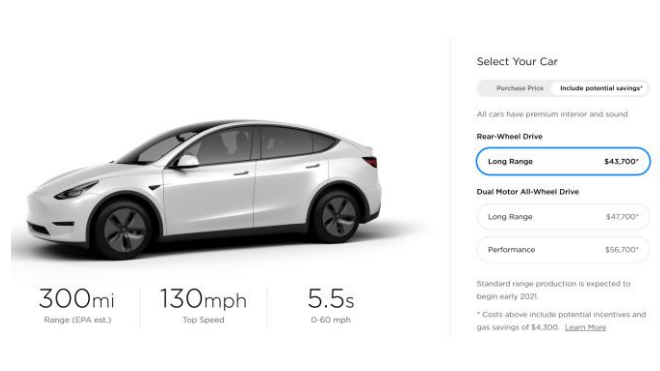 Select Your Car
Purchase Price
Include potential savings*
All cars have premium interior and sound
Rear-Wheel Drive
Long Range $43,700*
Dual Motor All-Wheel Drive
Long Range $47,700*
Performance $56,700*
Standard range production is expected to
begin early 2021.
* Costs above include potential incentives and
gas savings of $4,300. Learn More
300mi
Range (EPA est.)
130mph
Top Speed
5.5s
0-60 mph